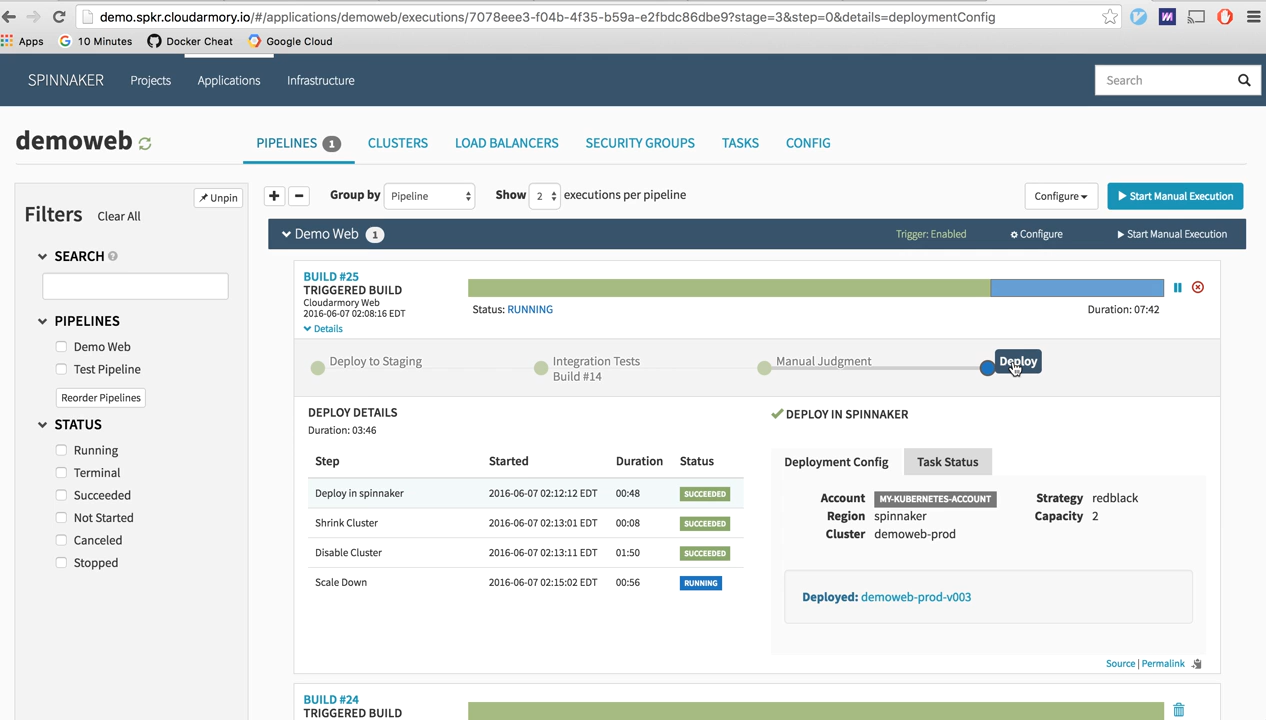 demo.spkr.cloudarmory.io/#/applications/demoweb/executions/7078eee3-f04b-4f35-b59a-e2fbdc86dbe9?stage=3&step=0&details=deploymentConfig
Apps 10 Minutes Docker Cheat Google Cloud
SPINNAKER Projects Applications Infrastructure Search
demoweb PIPELINES 1 CLUSTERS LOAD BALANCERS SECURITY GROUPS TASKS CONFIG
Unpin
Filters Clear All
SEARCH ?
PIPELINES
Demo Web
Test Pipeline
Reorder Pipelines
STATUS
Running
Terminal
Succeeded
Not Started
Canceled
Stopped
Group by Pipeline Show 2 executions per pipeline Configure Start Manual Execution
Demo Web 1 Trigger: Enabled Configure Start Manual Execution
BUILD #25
TRIGGERED BUILD
Cloudarmory Web
2016-06-07 02:08:16 EDT
Details
Status: RUNNING Duration: 07:42
Deploy to Staging Integration Tests Manual Judgment Deploy
Build #14
DEPLOY DETAILS
Duration: 03:46
Step Started Duration Status
Deploy in spinnaker 2016-06-07 02:12:12 EDT 00:48 SUCCEEDED
Shrink Cluster 2016-06-07 02:13:01 EDT 00:08 SUCCEEDED
Disable Cluster 2016-06-07 02:13:11 EDT 01:50 SUCCEEDED
Scale Down 2016-06-07 02:15:02 EDT 00:56 RUNNING
DEPLOY IN SPINNAKER
Deployment Config Task Status
Account MY-KUBERNETES-ACCOUNT Strategy redblack
Region spinnaker Capacity 2
Cluster demoweb-prod
Deployed: demoweb-prod-v003
Source | Permalink
BUILD #24
TRIGGERED BUILD